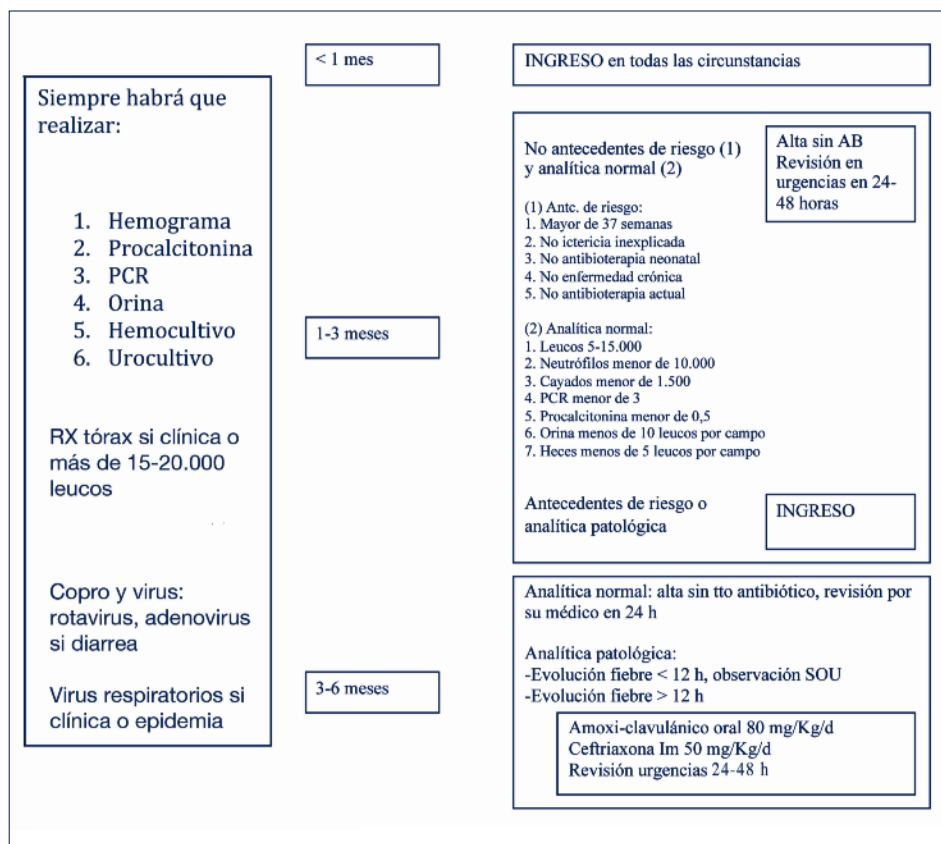 Siempre habrá que
realizar:
1. Hemograma
2. Procalcitonina
3. PCR
4. Orina
5. Hemocultivo
6. Urocultivo
RX tórax si clínica o
más de 15-20.000
leucos
Copro y virus:
rotavirus, adenovirus
si diarrea
Virus respiratorios si
clínica o epidemia
< 1 mes
INGRESO en todas las circunstancias
1-3 meses
No antecedentes de riesgo (1)
y analítica normal (2)
Alta sin AB
Revisión en
urgencias en 24-
48 horas
(1) Antc. de riesgo:
1. Mayor de 37 semanas
2. No ictericia inexplicada
3. No antibioterapia neonatal
4. No enfermedad crónica
5. No antibioterapia actual
(2) Analítica normal:
1. Leucos 5-15.000
2. Neutrófilos menor de 10.000
3. Cayados menor de 1.500
4. PCR menor de 3
5. Procalcitonina menor de 0,5
6. Orina menos de 10 leucos por campo
7. Heces menos de 5 leucos por campo
Antecedentes de riesgo o
analítica patológica
INGRESO
3-6 meses
Analítica normal: alta sin tto antibiótico, revisión por
su médico en 24 h
Analítica patológica:
-Evolución fiebre < 12 h, observación SOU
-Evolución fiebre > 12 h
Amoxi-clavulánico oral 80 mg/Kg/d
Ceftriaxona Im 50 mg/Kg/d
Revisión urgencias 24-48 h